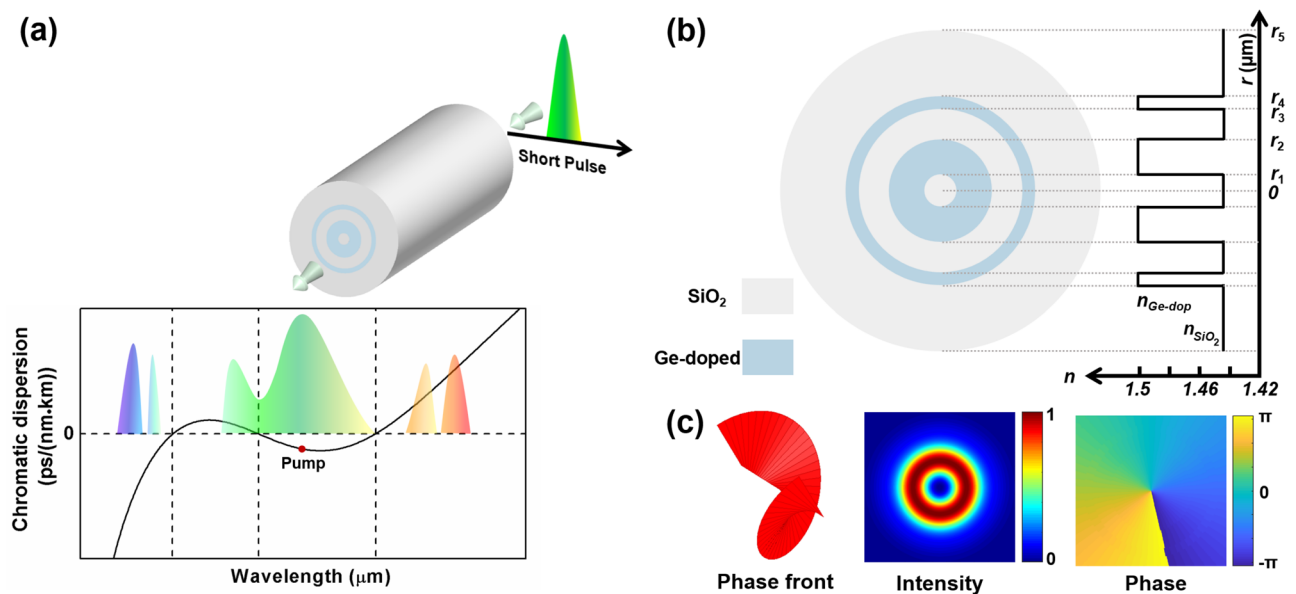 (a)
Short Pulse
Chromatic dispersion
(ps/(nm.km))
0
Pump
Wavelength (μm)
(b)
SiO2
Ge-doped
r (μm)
r5
r4
r3
r2
r1
0
nGe-dop
nSiO2
n
1.5
1.46
1.42
(c)
Phase front
Intensity
1
0
Phase
π
0
-π